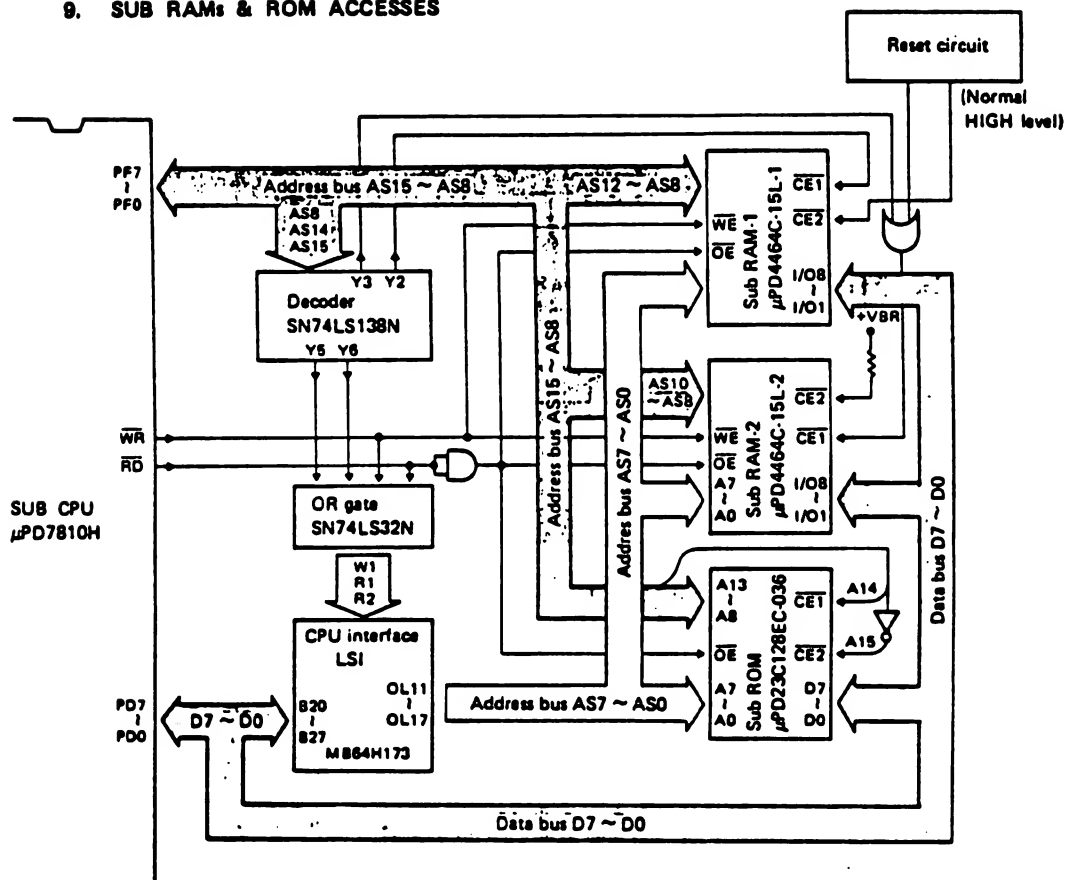 9. SUB RAMs & ROM ACCESSES
Reset circuit
(Normal
HIGH level)
PF7
~
PF0
Address bus AS15 ~ AS8
AS12 ~ AS8
AS8
AS14
AS15
Y3 Y2
Decoder
SN74LS138N
Y5 Y6
WE
OE
Sub RAM-1
µPD4464C-15L-1
CE1
CE2
I/O8
~
I/O1
+VBR
Address bus AS15 ~ AS8
Addres bus AS7 ~ AS0
AS10
~ AS8
WE
OE
A7
~
A0
Sub RAM-2
µPD4464C-15L-2
CE2
CE1
I/O8
~
I/O1
WR
RD
SUB CPU
µPD7810H
OR gate
SN74LS32N
W1
R1
R2
CPU interface
LSI
OL11
~
OL17
B20
~
B27
MB64H173
A13
~
A8
OE
A7
~
A0
Sub ROM
µPD23C128EC-036
CE1
CE2
D7
~
D0
A14
A15
Address bus AS7 ~ AS0
Data bus D7 ~ D0
PD7
~
PD0
D7 ~ D0
Data bus D7 ~ D0